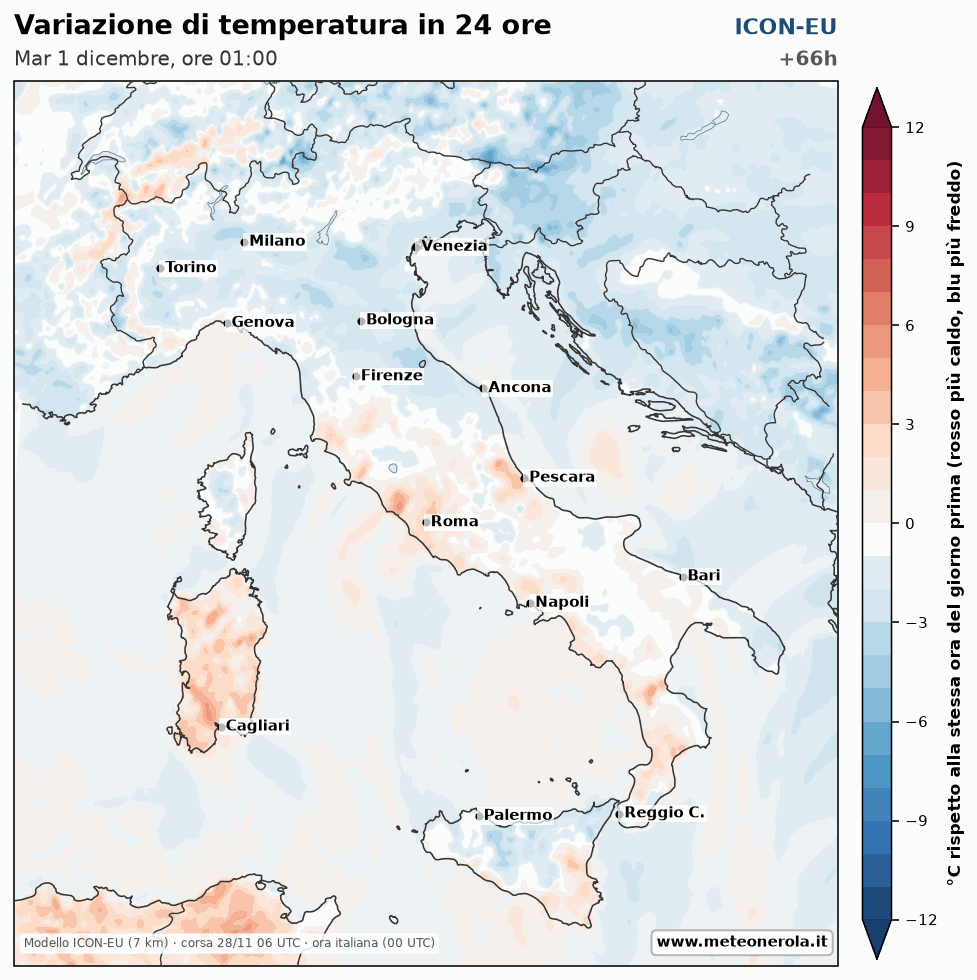 Variazione di temperatura in 24 ore
ICON-EU
Mar 1 dicembre, ore 01:00
+66h
Milano
Venezia
Torino
Genova
Bologna
Firenze
Ancona
Pescara
Roma
Bari
Napoli
Cagliari
Palermo
Reggio C.
12
9
6
3
0
−3
−6
−9
−12
°C rispetto alla stessa ora del giorno prima (rosso più caldo, blu più freddo)
Modello ICON-EU (7 km) · corsa 28/11 06 UTC · ora italiana (00 UTC)
www.meteonerola.it